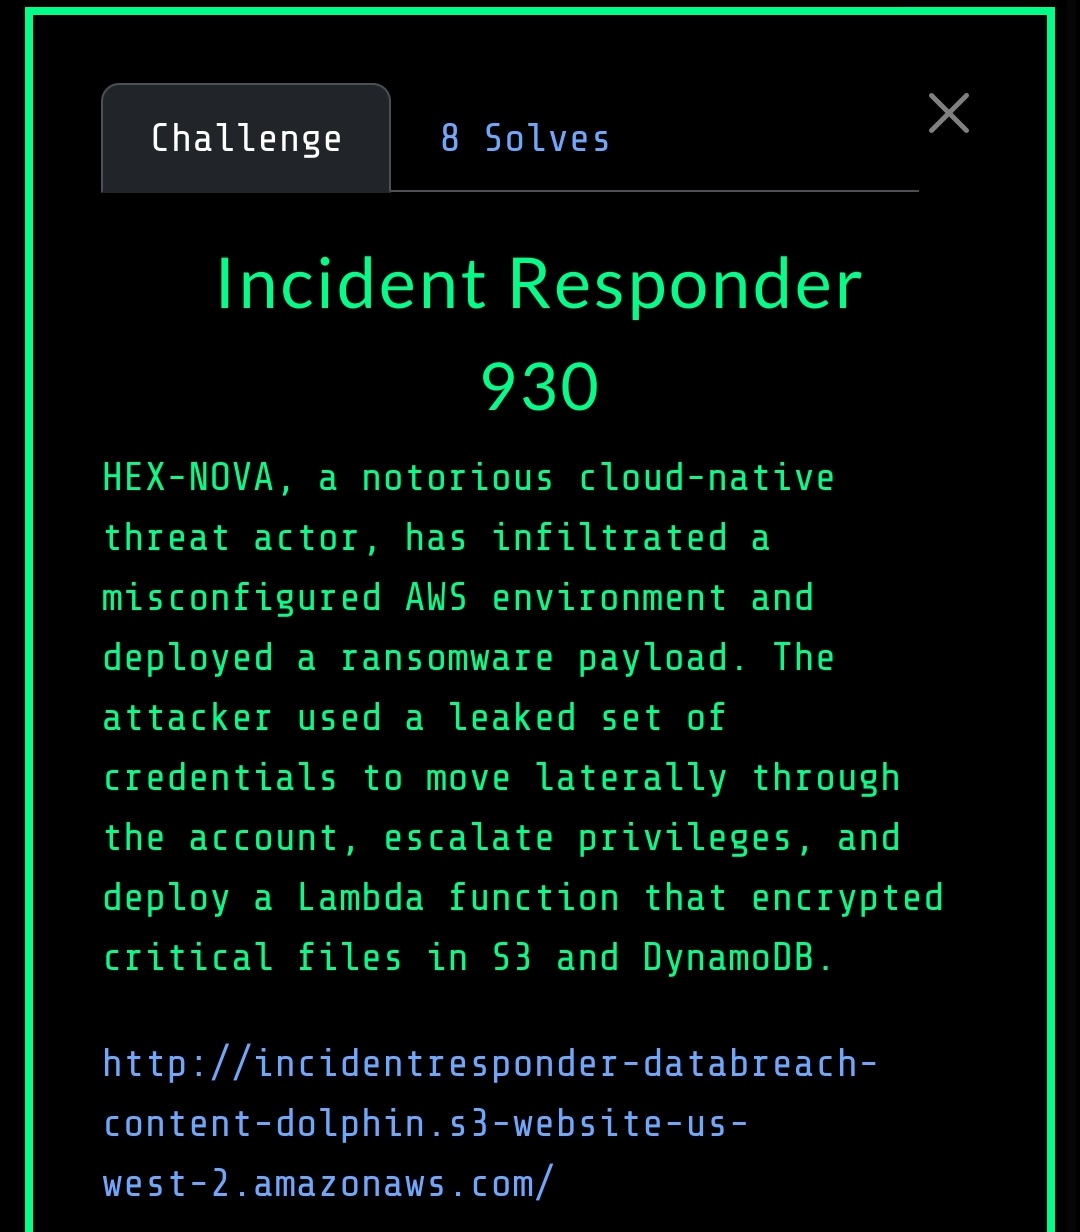 Challenge
8 Solves
Incident Responder
930
HEX-NOVA, a notorious cloud-native
threat actor, has infiltrated a
misconfigured AWS environment and
deployed a ransomware payload. The
attacker used a leaked set of
credentials to move laterally through
the account, escalate privileges, and
deploy a Lambda function that encrypted
critical files in S3 and DynamoDB.
http://incidentresponder-databreach-
content-dolphin.s3-website-us-
west-2.amazonaws.com/